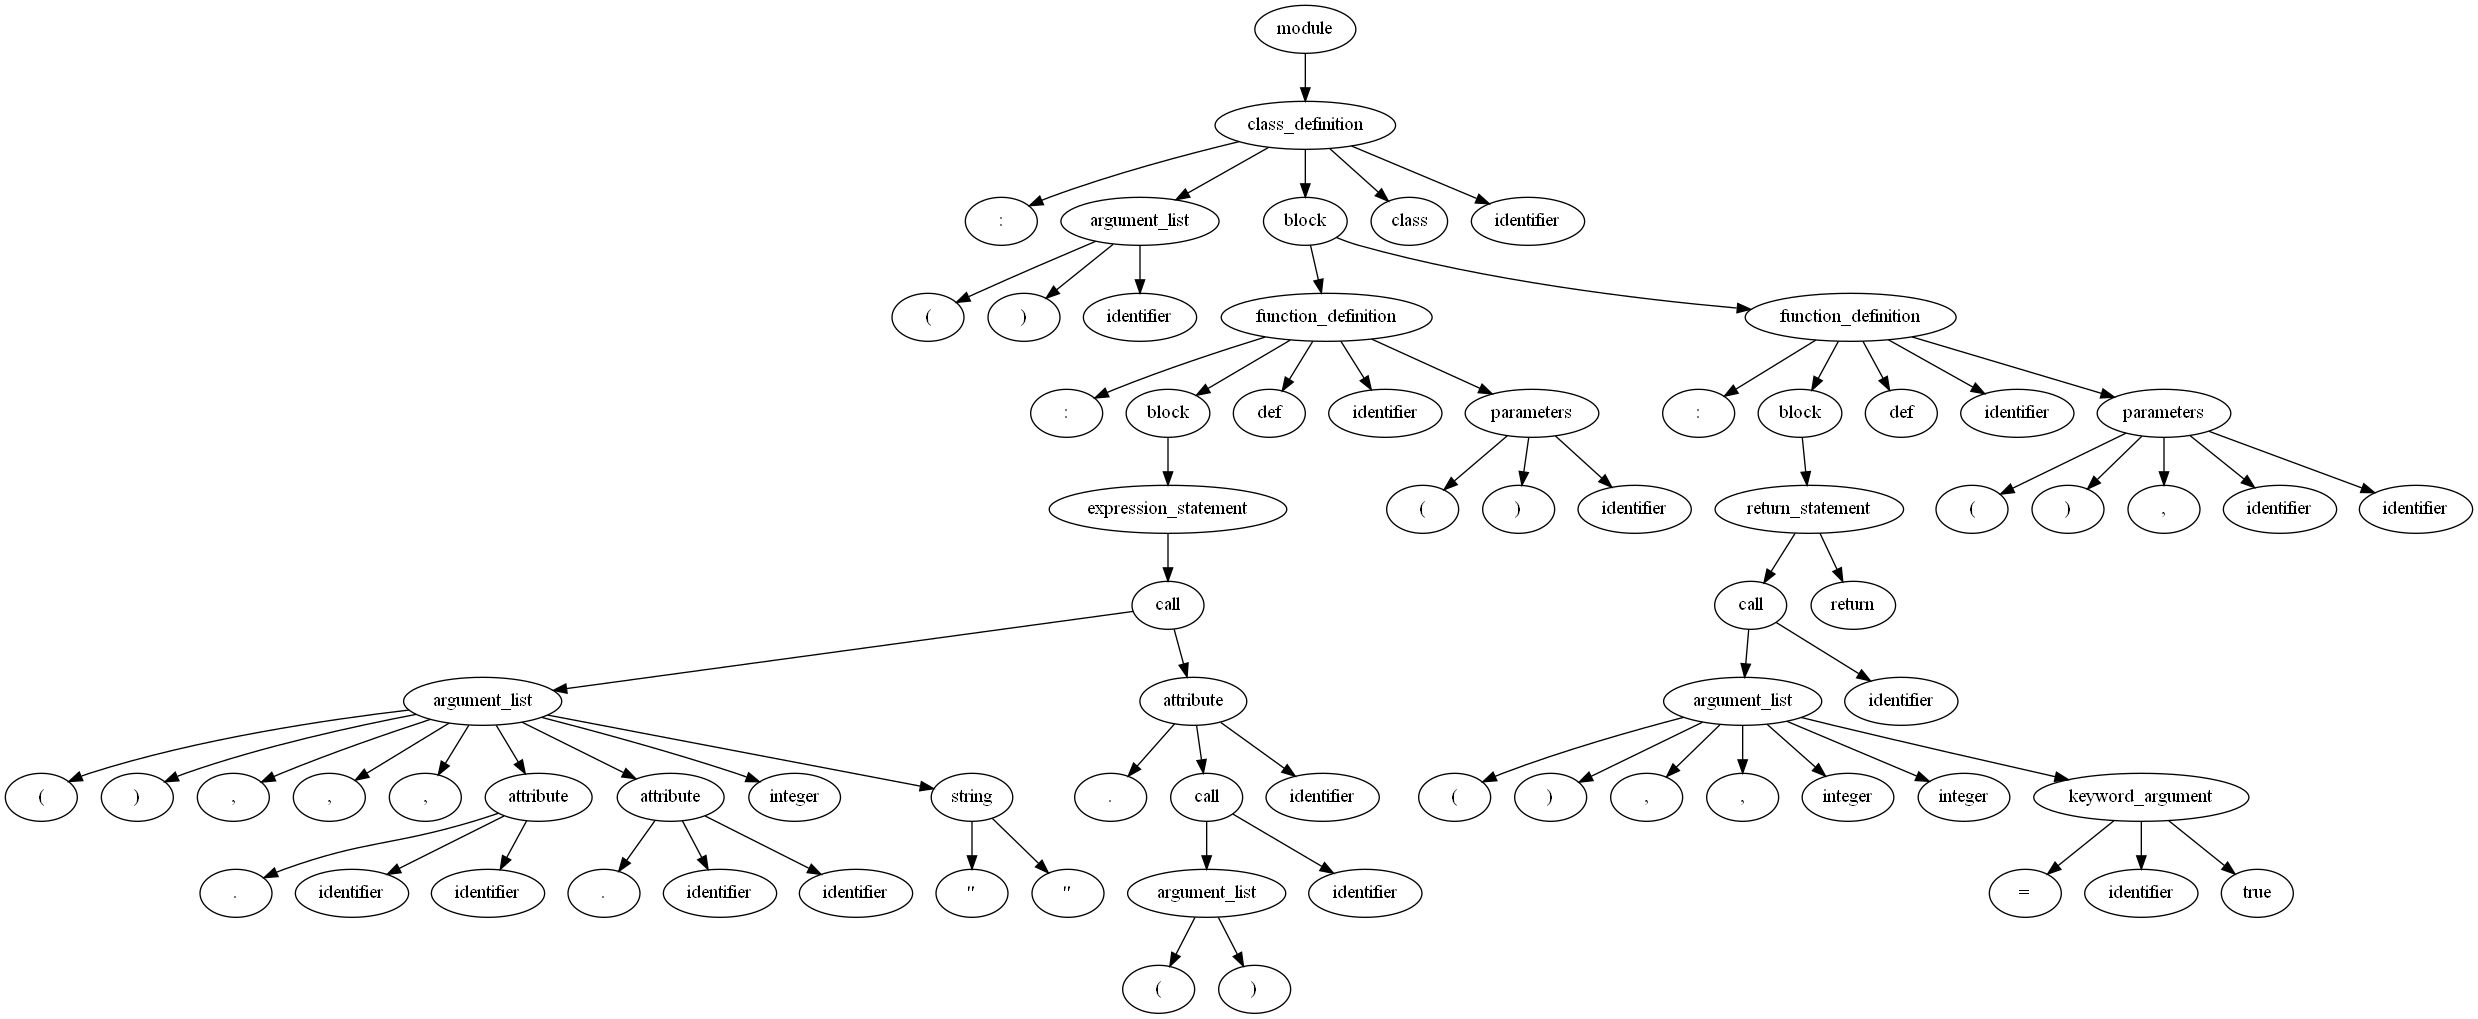 module
class_definition
: argument_list block class identifier
( ) identifier function_definition function_definition
: block def identifier parameters : block def identifier parameters
expression_statement ( ) identifier return_statement ( ) , identifier identifier
call call return
argument_list attribute argument_list identifier
( ) , , , attribute attribute integer string . call identifier ( ) , , integer integer keyword_argument
. identifier identifier . identifier identifier " " argument_list identifier = identifier true
( )